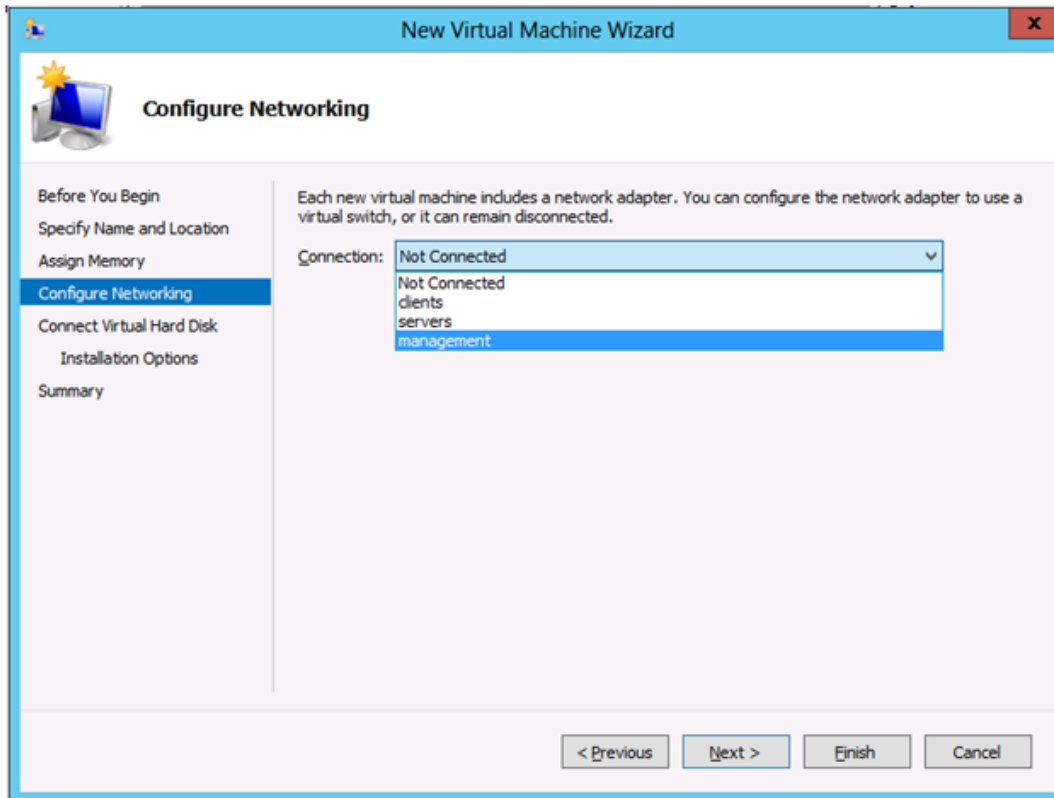 New Virtual Machine Wizard
x
Configure Networking
Before You Begin
Specify Name and Location
Assign Memory
Configure Networking
Connect Virtual Hard Disk
Installation Options
Summary
Each new virtual machine includes a network adapter. You can configure the network adapter to use a
virtual switch, or it can remain disconnected.
Connection: Not Connected
Not Connected
clients
servers
management
< Previous
Next >
Finish
Cancel